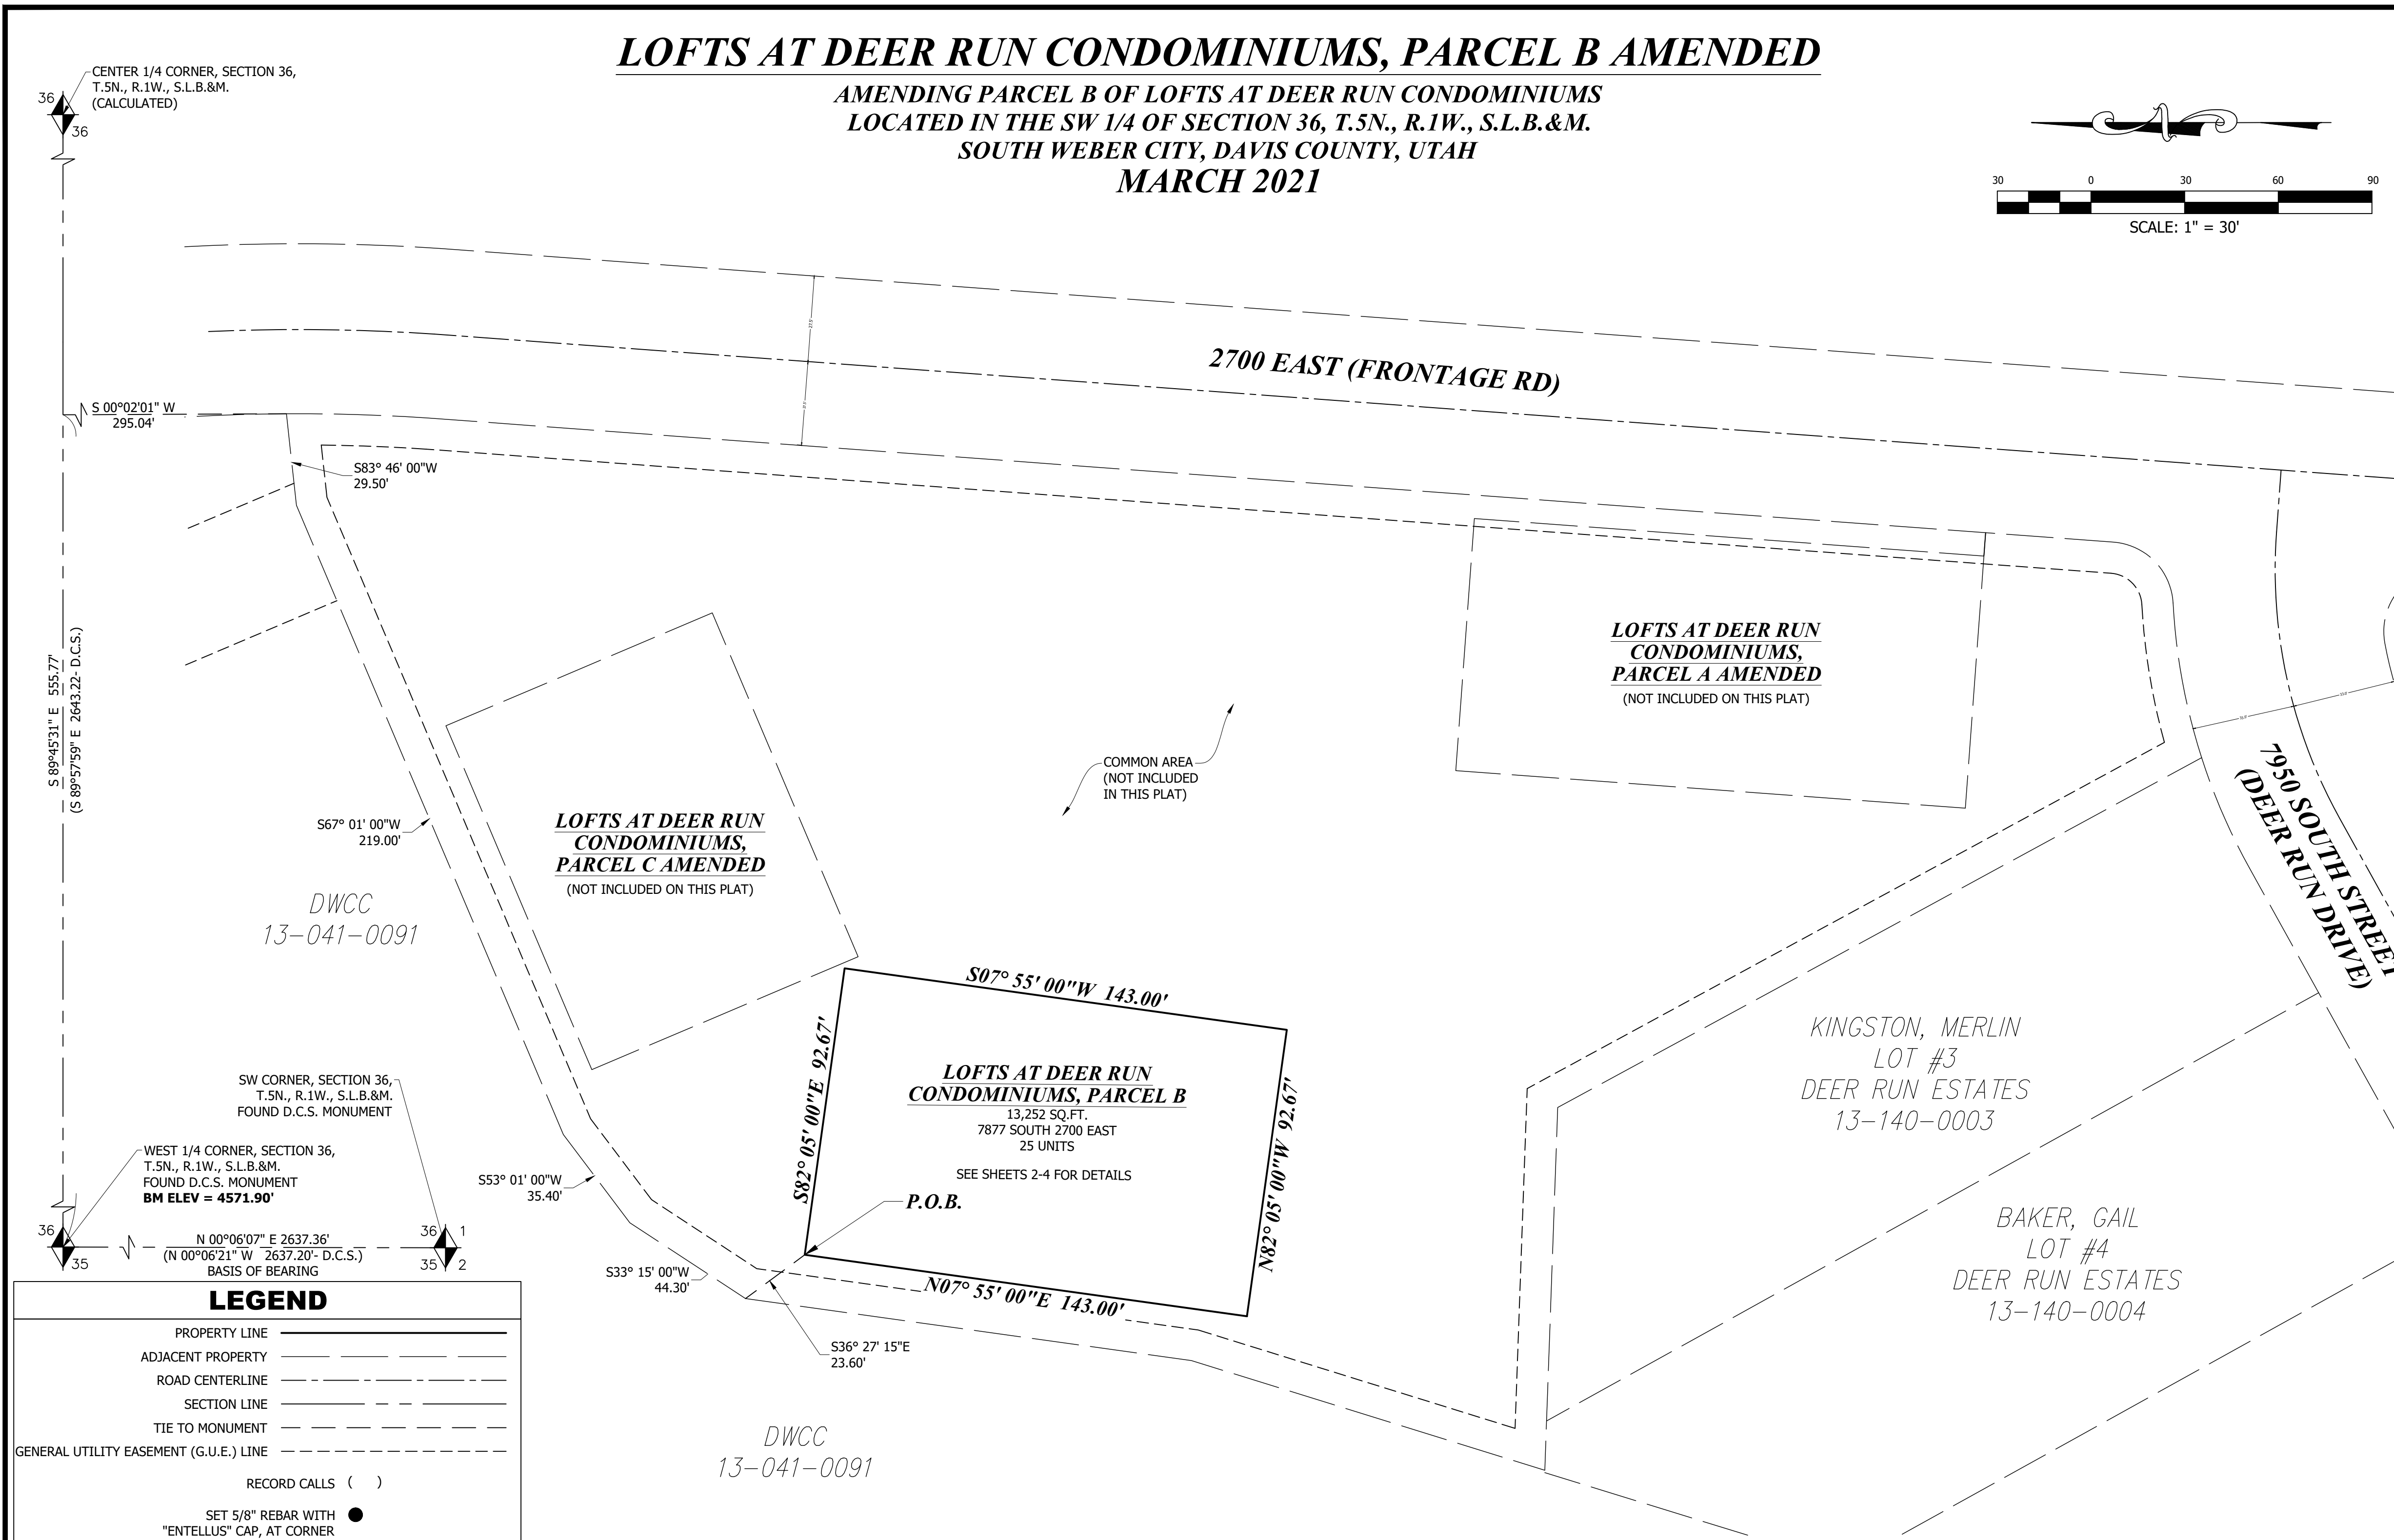 LOFTS AT DEER RUN CONDOMINIUMS, PARCEL B AMENDED
AMENDING PARCEL B OF LOFTS AT DEER RUN CONDOMINIUMS
LOCATED IN THE SW 1/4 OF SECTION 36, T.5N., R.1W., S.L.B.&M.
SOUTH WEBER CITY, DAVIS COUNTY, UTAH
MARCH 2021
CENTER 1/4 CORNER, SECTION 36,
T.5N., R.1W., S.L.B.&M.
(CALCULATED)
36
36
30 0 30 60 90
SCALE: 1" = 30'
2700 EAST (FRONTAGE RD)
S 00°02'01" W
295.04'
S83° 46' 00"W
29.50'
S 89°45'31" E 555.77'
(S 89°57'59" E 2643.22- D.C.S.)
LOFTS AT DEER RUN
CONDOMINIUMS,
PARCEL A AMENDED
(NOT INCLUDED ON THIS PLAT)
COMMON AREA
(NOT INCLUDED
IN THIS PLAT)
7950 SOUTH STREET
(DEER RUN DRIVE)
S67° 01' 00"W
219.00'
LOFTS AT DEER RUN
CONDOMINIUMS,
PARCEL C AMENDED
(NOT INCLUDED ON THIS PLAT)
DWCC
13-041-0091
S07° 55' 00"W 143.00'
S82° 05' 00"E 92.67'
LOFTS AT DEER RUN
CONDOMINIUMS, PARCEL B
13,252 SQ.FT.
7877 SOUTH 2700 EAST
25 UNITS
SEE SHEETS 2-4 FOR DETAILS
P.O.B.
N82° 05' 00"W 92.67'
N07° 55' 00"E 143.00'
KINGSTON, MERLIN
LOT #3
DEER RUN ESTATES
13-140-0003
BAKER, GAIL
LOT #4
DEER RUN ESTATES
13-140-0004
SW CORNER, SECTION 36,
T.5N., R.1W., S.L.B.&M.
FOUND D.C.S. MONUMENT
WEST 1/4 CORNER, SECTION 36,
T.5N., R.1W., S.L.B.&M.
FOUND D.C.S. MONUMENT
BM ELEV = 4571.90'
S53° 01' 00"W
35.40'
36
35
N 00°06'07" E 2637.36'
(N 00°06'21" W 2637.20'- D.C.S.)
BASIS OF BEARING
36 1
35 2
S33° 15' 00"W
44.30'
S36° 27' 15"E
23.60'
DWCC
13-041-0091
LEGEND
PROPERTY LINE
ADJACENT PROPERTY
ROAD CENTERLINE
SECTION LINE
TIE TO MONUMENT
GENERAL UTILITY EASEMENT (G.U.E.) LINE
RECORD CALLS ( )
SET 5/8" REBAR WITH
"ENTELLUS" CAP, AT CORNER